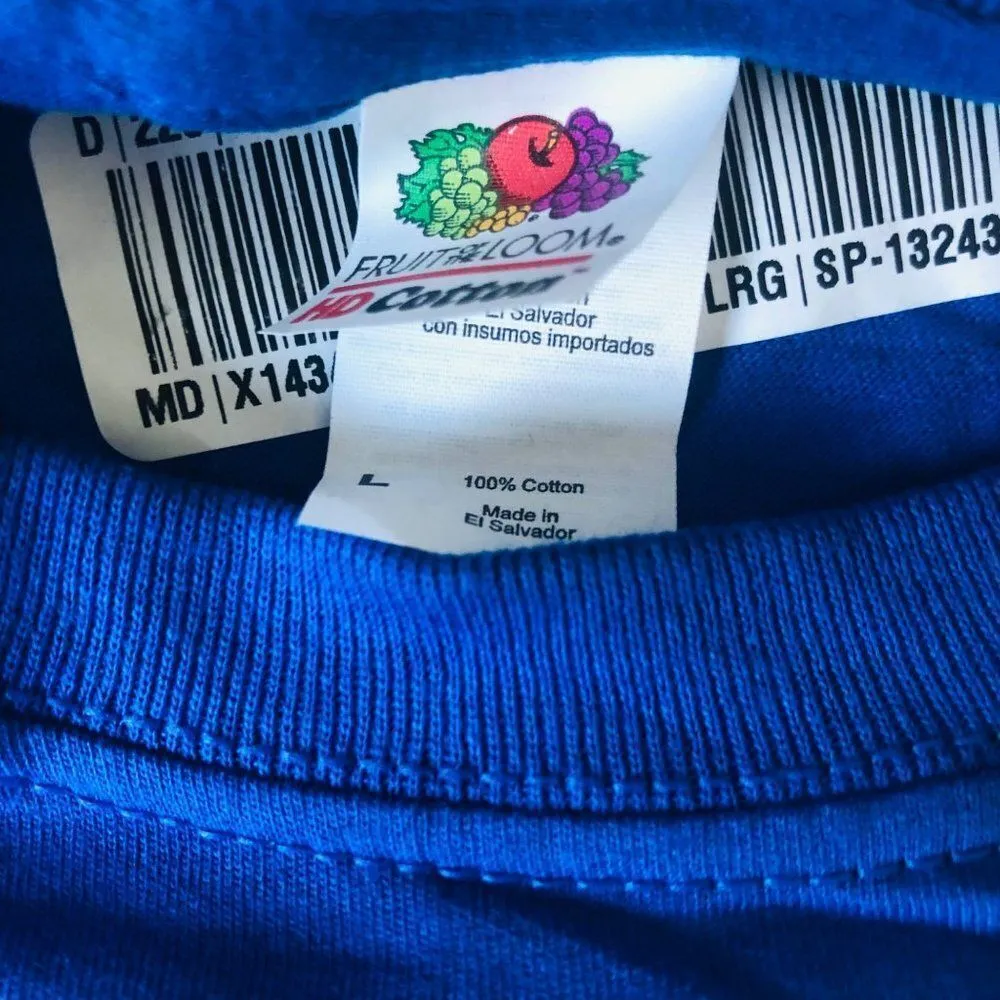 D |
MD | X143
LRG | SP-13243
FRUIT OF THE LOOM®
HD Cotton™
El Salvador
con insumos importados
L
100% Cotton
Made in
El Salvador